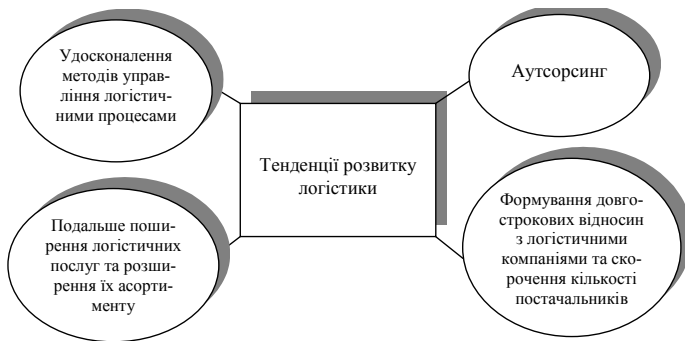 Удосконалення
методів управ-
ління логістич-
ними процесами
Аутсорсинг
Тенденції розвитку
логістики
Подальше поши-
рення логістичних
послуг та розши-
рення їх асорти-
менту
Формування довго-
строкових відносин
з логістичними
компаніями та ско-
рочення кількості
постачальників